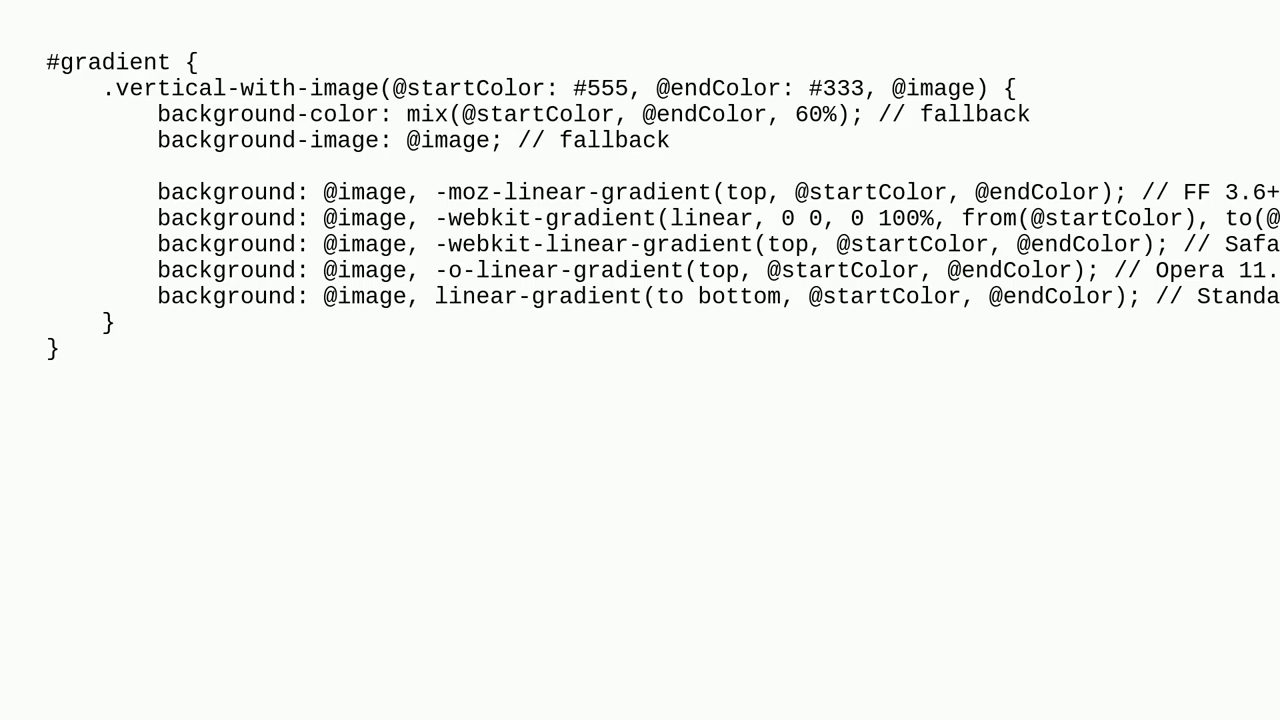 #gradient {
    .vertical-with-image(@startColor: #555, @endColor: #333, @image) {
        background-color: mix(@startColor, @endColor, 60%); // fallback
        background-image: @image; // fallback

        background: @image, -moz-linear-gradient(top, @startColor, @endColor); // FF 3.6+
        background: @image, -webkit-gradient(linear, 0 0, 0 100%, from(@startColor), to(@
        background: @image, -webkit-linear-gradient(top, @startColor, @endColor); // Safa
        background: @image, -o-linear-gradient(top, @startColor, @endColor); // Opera 11.
        background: @image, linear-gradient(to bottom, @startColor, @endColor); // Standa
    }
}